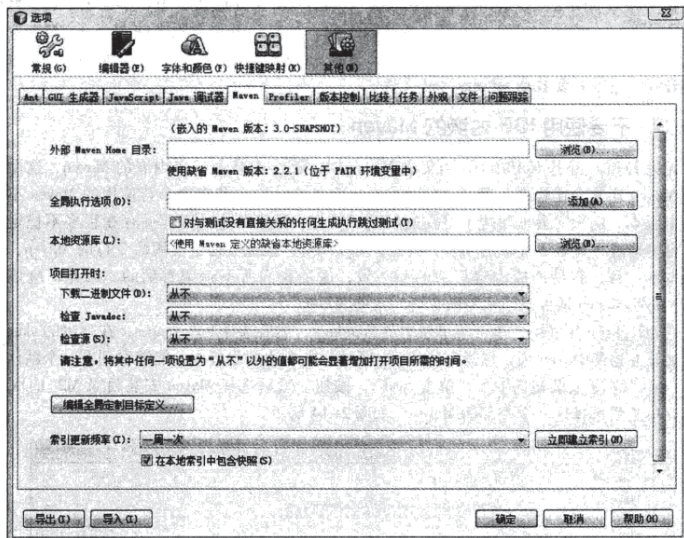 选项
常规(G) 编辑器(E) 字体和颜色(F) 快捷键映射(K) 其他(M)
Ant GUI 生成器 JavaScript Java 调试器 Maven Profiler 版本控制 比较 任务 外观 文件 问题跟踪
(嵌入的 Maven 版本: 3.0-SNAPSHOT)
外部 Maven Home 目录: 浏览(B)...
使用缺省 Maven 版本: 2.2.1(位于 PATH 环境变量中)
全局执行选项(O): 添加(A)
对与测试没有直接关系的任何生成执行跳过测试(T)
本地资源库(L): <使用 Maven 定义的缺省本地资源库> 浏览(B)...
项目打开时:
下载二进制文件(D): 从不
检查 Javadoc: 从不
检查源(S): 从不
请注意，将其中任何一项设置为“从不”以外的值都可能会显著增加打开项目所需的时间。
编辑全局定制目标定义...
索引更新频率(I): 一周一次 立即建立索引(N)
在本地索引中包含快照(S)
导出(T)... 导入(I)... 确定 取消 帮助(H)